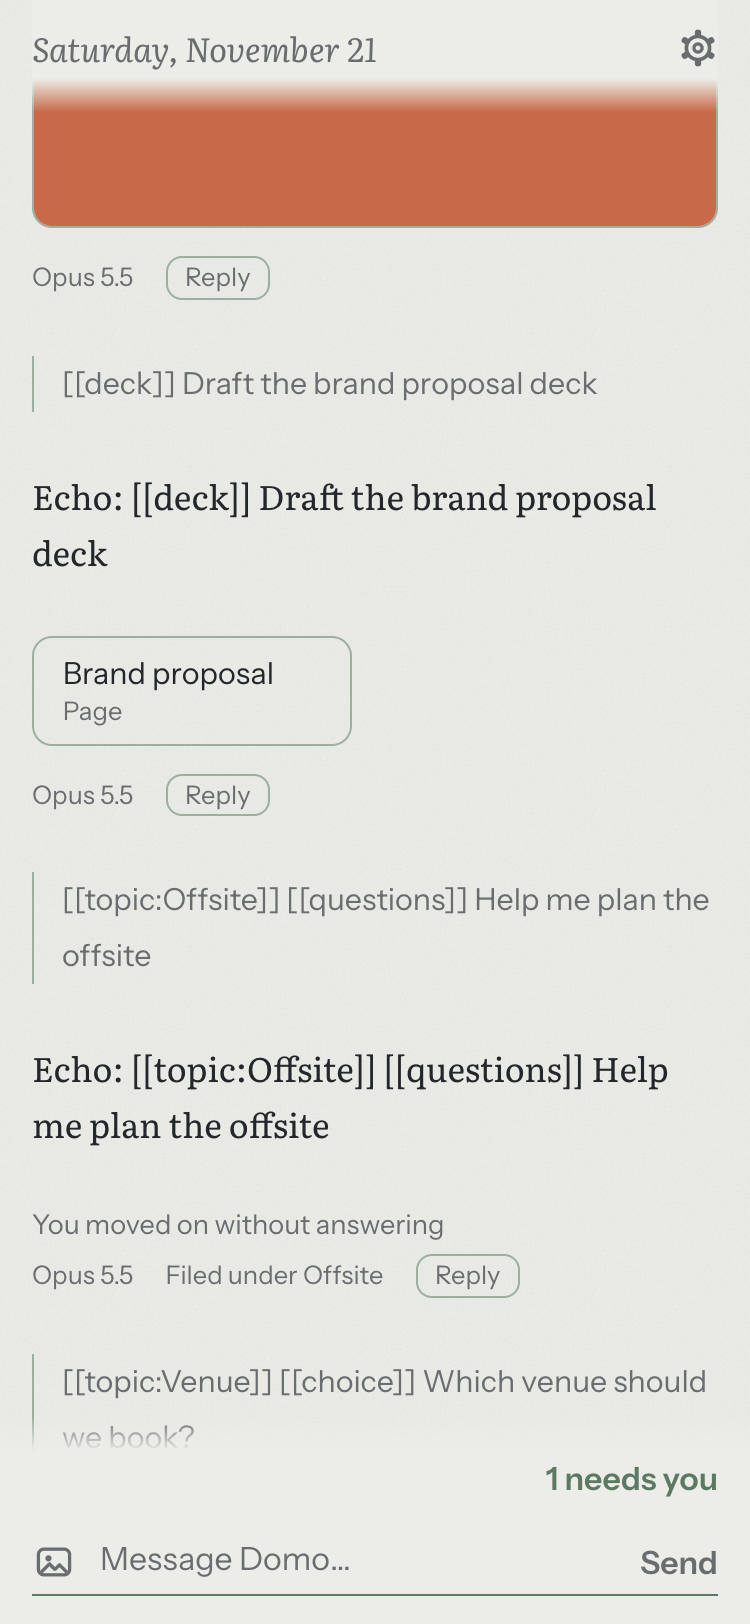 Saturday, November 21
Opus 5.5 Reply
[[deck]] Draft the brand proposal deck
Echo: [[deck]] Draft the brand proposal
deck
Brand proposal
Page
Opus 5.5 Reply
[[topic:Offsite]] [[questions]] Help me plan the
offsite
Echo: [[topic:Offsite]] [[questions]] Help
me plan the offsite
You moved on without answering
Opus 5.5 Filed under Offsite Reply
[[topic:Venue]] [[choice]] Which venue should
we book?
1 needs you
Message Domo... Send